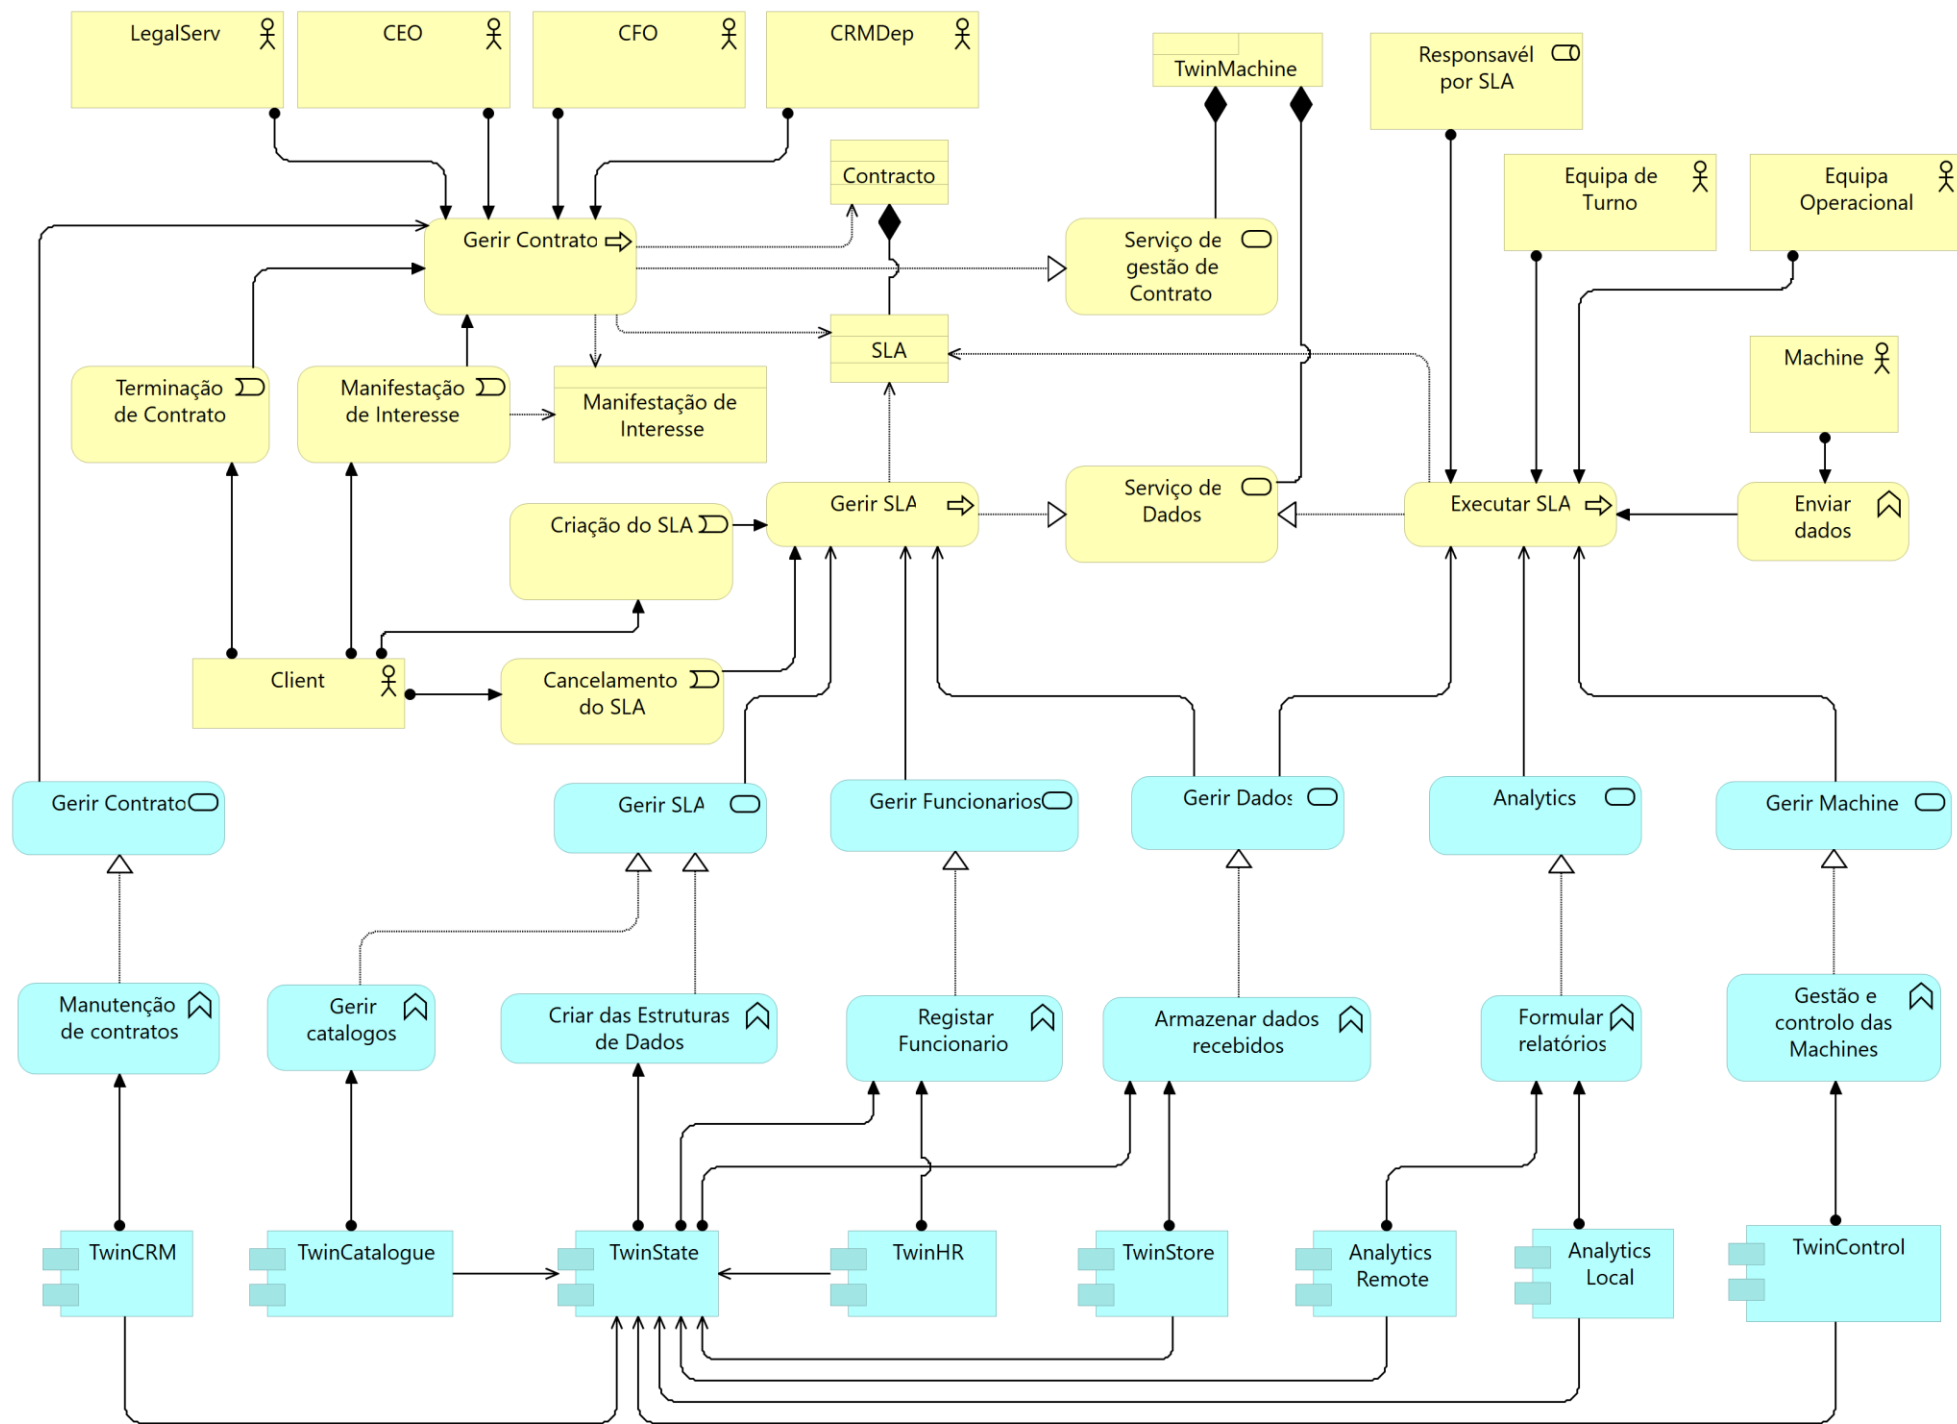 LegalServ
CEO
CFO
CRMDep
TwinMachine
Responsavél
por SLA
Contracto
Equipa de
Turno
Equipa
Operacional
Gerir Contrato
Serviço de
gestão de
Contrato
SLA
Machine
Terminação
de Contrato
Manifestação
de Interesse
Manifestação de
Interesse
Gerir SLA
Serviço de
Dados
Executar SLA
Enviar
dados
Criação do SLA
Client
Cancelamento
do SLA
Gerir Contrato
Gerir SLA
Gerir Funcionarios
Gerir Dados
Analytics
Gerir Machine
Manutenção
de contratos
Gerir
catalogos
Criar das Estruturas
de Dados
Registar
Funcionario
Armazenar dados
recebidos
Formular
relatórios
Gestão e
controlo das
Machines
TwinCRM
TwinCatalogue
TwinState
TwinHR
TwinStore
Analytics
Remote
Analytics
Local
TwinControl